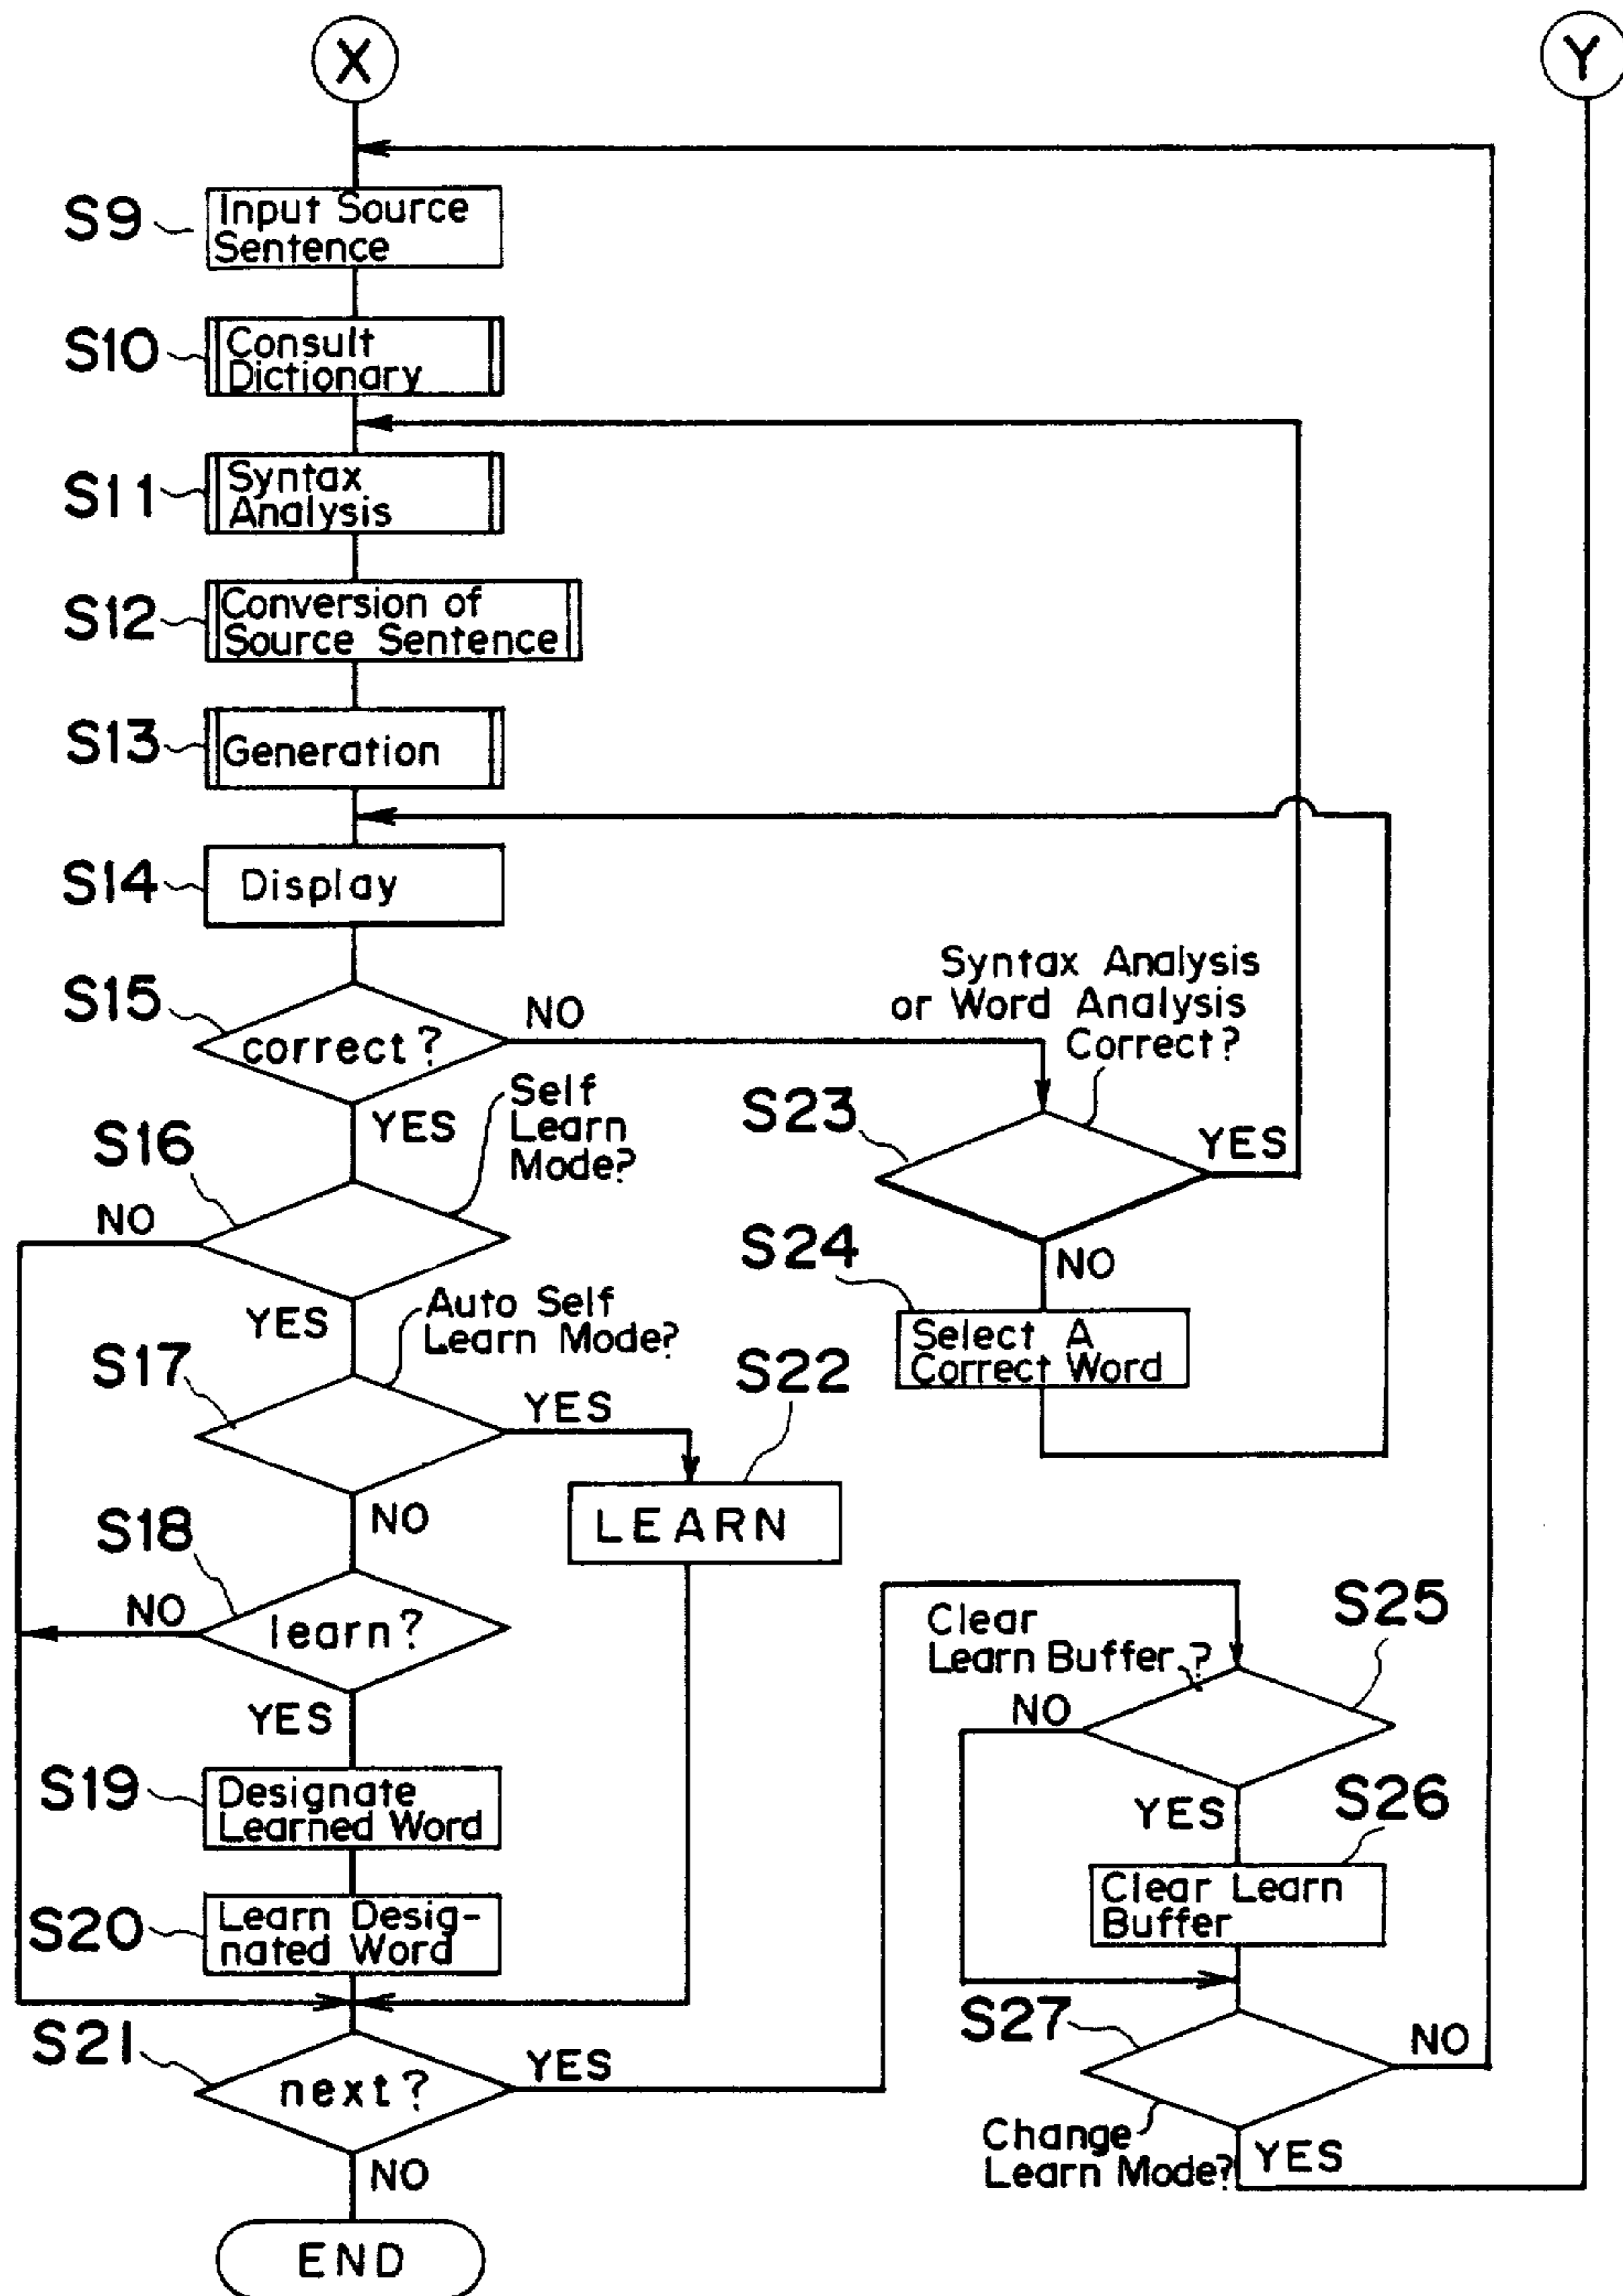 X
Y
S9
Input Source
Sentence
S10
Consult
Dictionary
S11
Syntax
Analysis
S12
Conversion of
Source Sentence
S13
Generation
S14
Display
S15
correct?
NO
YES
Syntax Analysis
or Word Analysis
Correct?
S23
YES
NO
S24
Select A
Correct Word
S16
Self
Learn
Mode?
NO
YES
S17
Auto Self
Learn Mode?
YES
NO
S22
LEARN
S18
learn?
NO
YES
S19
Designate
Learned Word
S20
Learn Desig-
nated Word
S21
next?
YES
NO
END
S25
Clear
Learn Buffer?
NO
YES
S26
Clear Learn
Buffer
S27
NO
Change
Learn Mode?
YES